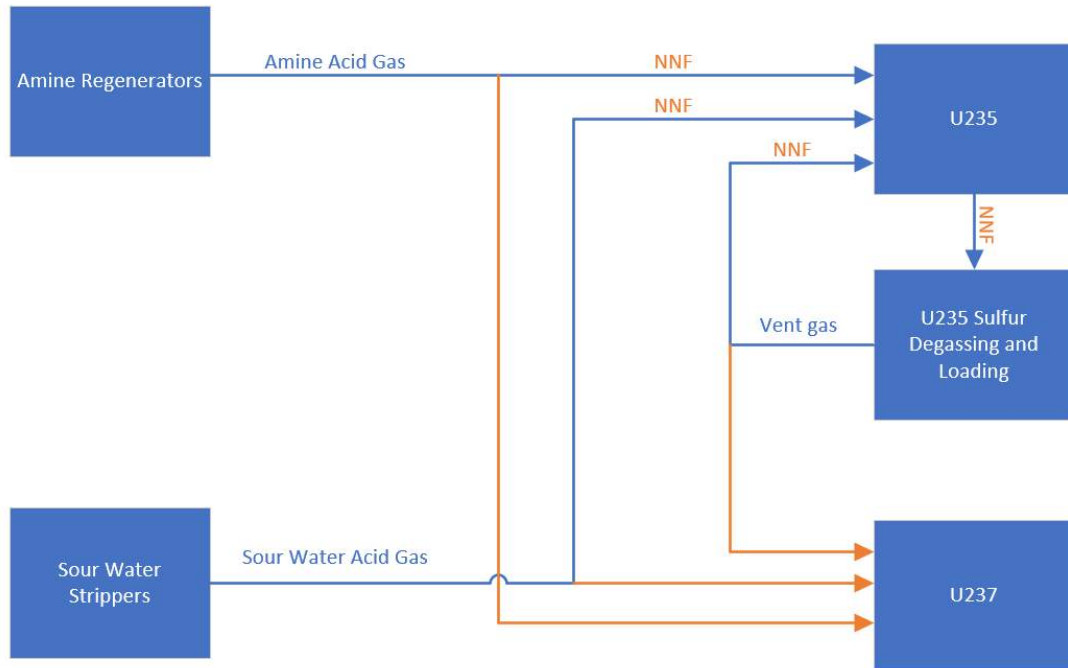 Amine Regenerators
Amine Acid Gas
NNF
U235
NNF
NNF
NNF
Vent gas
U235 Sulfur
Degassing and
Loading
Sour Water
Strippers
Sour Water Acid Gas
U237